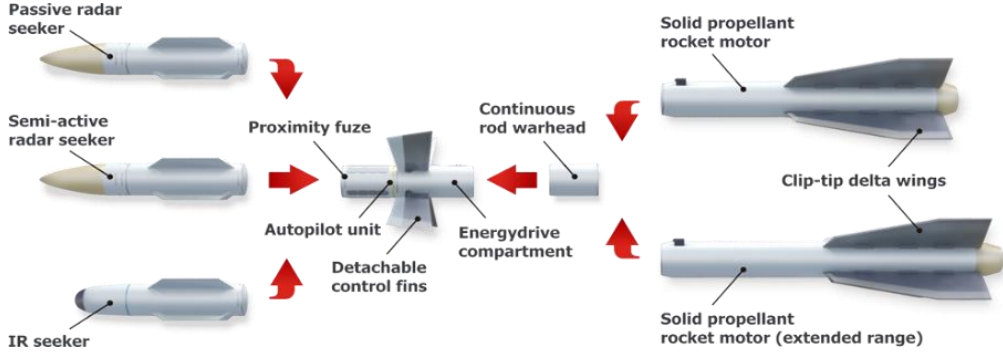 Passive radar
seeker
Semi-active
radar seeker
IR seeker
Proximity fuze
Autopilot unit
Detachable
control fins
Energydrive
compartment
Continuous
rod warhead
Solid propellant
rocket motor
Clip-tip delta wings
Solid propellant
rocket motor (extended range)